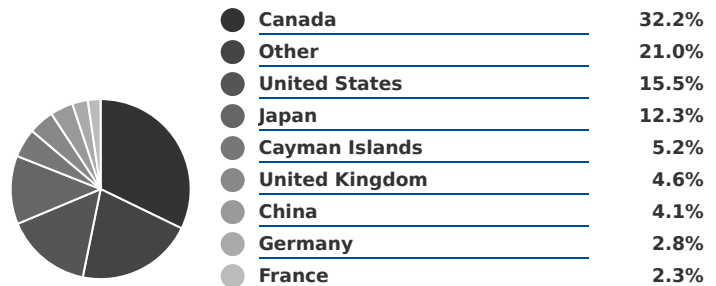 Canada 32.2%
Other 21.0%
United States 15.5%
Japan 12.3%
Cayman Islands 5.2%
United Kingdom 4.6%
China 4.1%
Germany 2.8%
France 2.3%